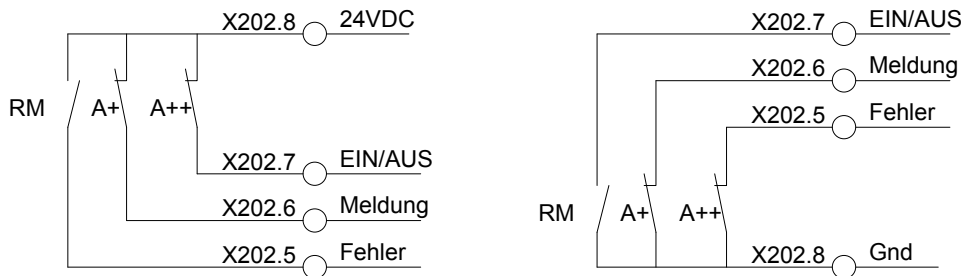 X202.8 24VDC
RM A+ A++
X202.7 EIN/AUS
X202.6 Meldung
X202.5 Fehler
X202.7 EIN/AUS
X202.6 Meldung
X202.5 Fehler
RM A+ A++
X202.8 Gnd